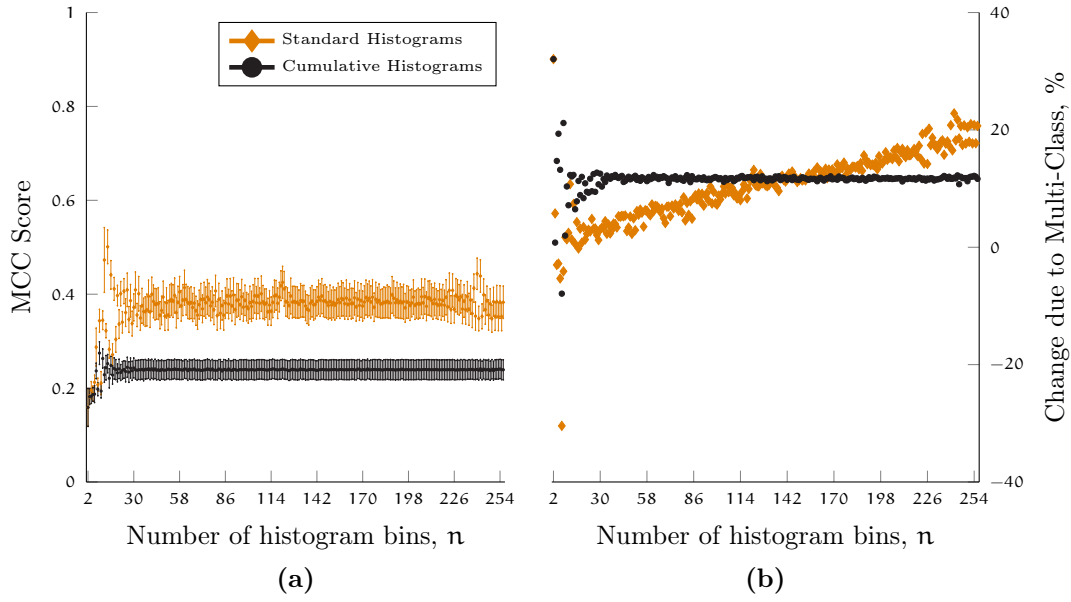 1
0.8
0.6
0.4
0.2
0
MCC Score
Standard Histograms
Cumulative Histograms
2 30 58 86 114 142 170 198 226 254
Number of histogram bins, n
(a)
40
20
0
−20
−40
Change due to Multi-Class, %
2 30 58 86 114 142 170 198 226 254
Number of histogram bins, n
(b)